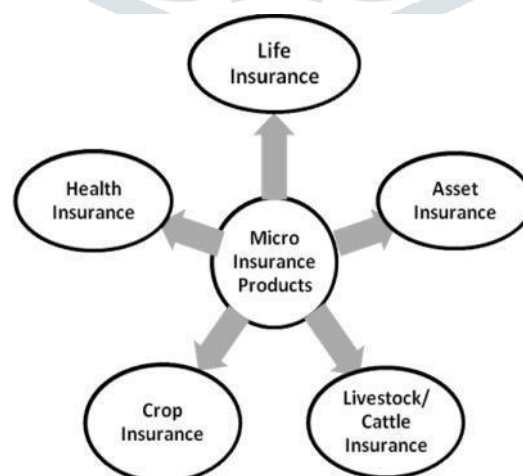 Life
Insurance
Health
Insurance
Asset
Insurance
Micro
Insurance
Products
Crop
Insurance
Livestock/
Cattle
Insurance